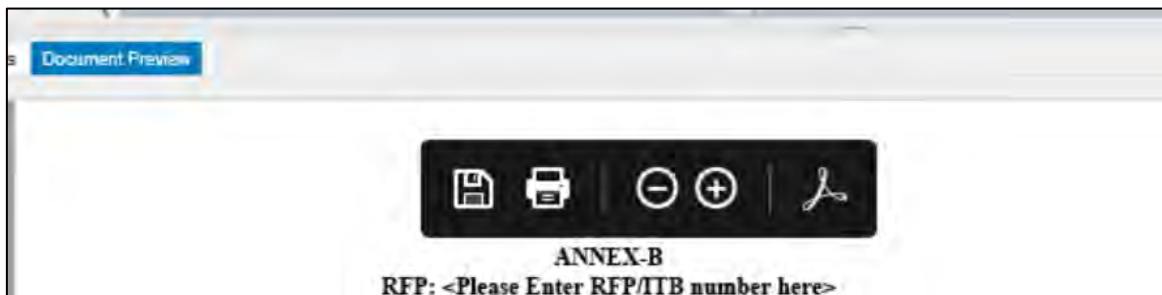 s Document Preview
ANNEX-B
RFP: <Please Enter RFP/ITB number here>